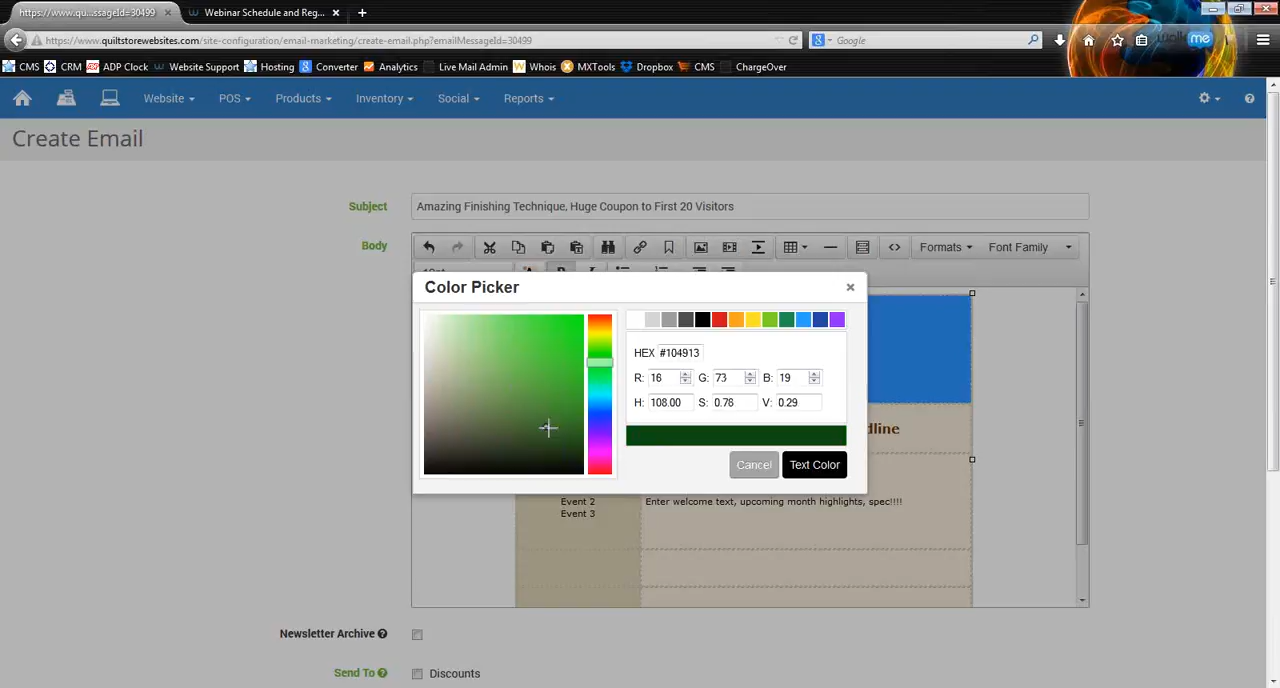 https://www.qu...ssageId=30499
Webinar Schedule and Reg...
https://www.quiltstorewebsites.com/site-configuration/email-marketing/create-email.php?emailMessageId=30499
Google
CMS CRM ADP Clock Website Support Hosting Converter Analytics Live Mail Admin Whois MXTools Dropbox CMS ChargeOver
Website POS Products Inventory Social Reports
Create Email
Subject
Amazing Finishing Technique, Huge Coupon to First 20 Visitors
Body
Formats Font Family
Color Picker
HEX #104913
R: 16 G: 73 B: 19
H: 108.00 S: 0.78 V: 0.29
dline
Cancel Text Color
Event 2
Enter welcome text, upcoming month highlights, spec!!!!
Event 3
Newsletter Archive
Send To
Discounts